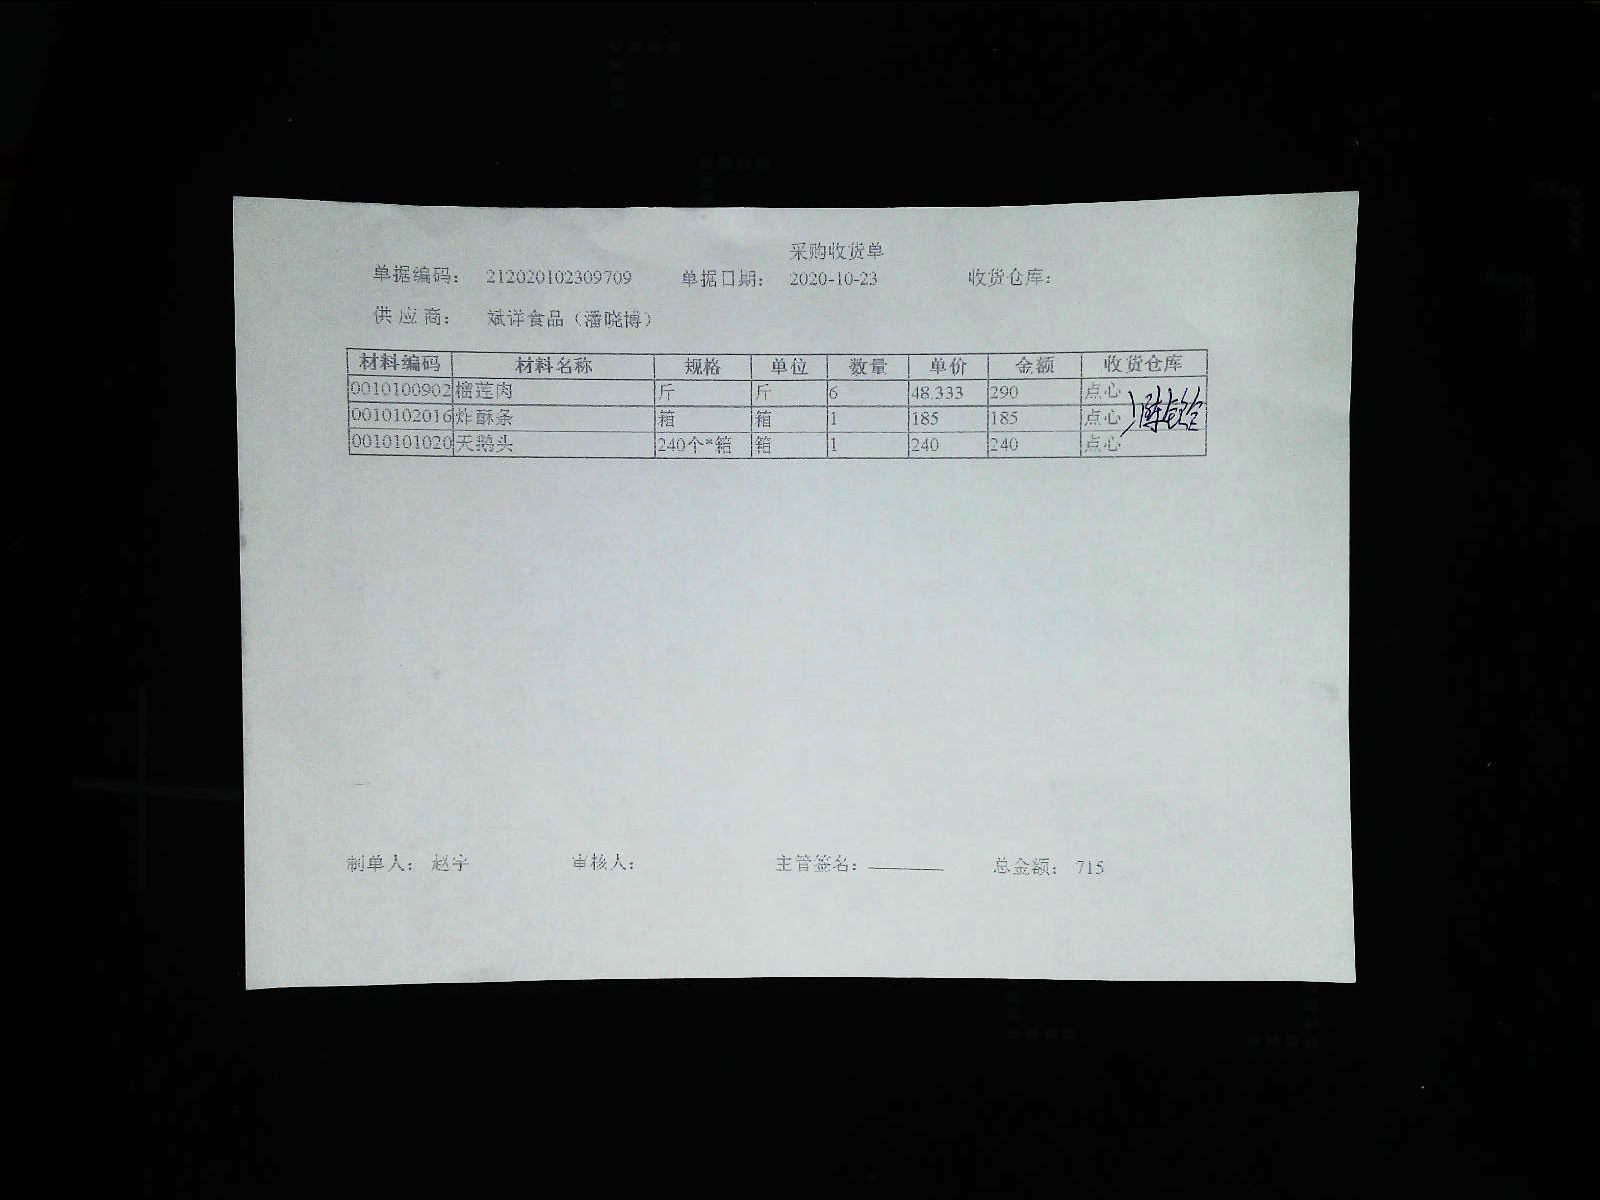 采购收货单
单据编码： 212020102309709 单据日期： 2020-10-23 收货仓库：
供 应 商： 斌详食品（潘晓博）
材料编码 材料名称 规格 单位 数量 单价 金额 收货仓库
0010100902 榴莲肉 斤 斤 6 48.333 290 点心
0010102016 炸酥条 箱 箱 1 185 185 点心
0010101020 天鹅头 240个*箱 箱 1 240 240 点心
制单人： 赵宇 审核人： 主管签名： 总金额： 715